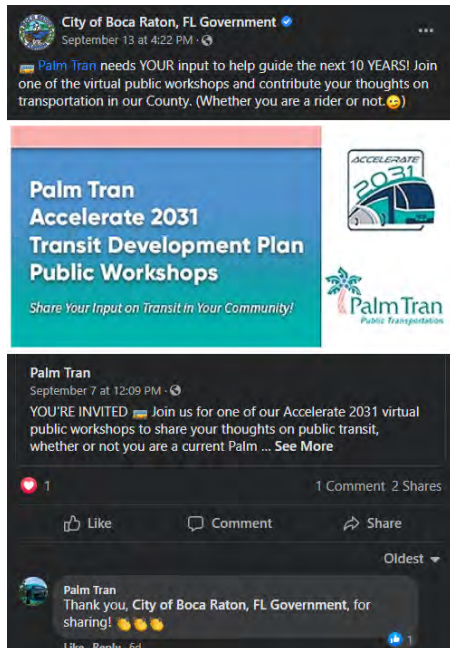 City of Boca Raton, FL Government
September 13 at 4:22 PM ·
Palm Tran needs YOUR input to help guide the next 10 YEARS! Join
one of the virtual public workshops and contribute your thoughts on
transportation in our County. (Whether you are a rider or not.😜)
Palm Tran
Accelerate 2031
Transit Development Plan
Public Workshops
Share Your Input on Transit in Your Community!
ACCELERATE
2031
Palm Tran
Public Transportation
Palm Tran
September 7 at 12:09 PM ·
YOU'RE INVITED 🚌 Join us for one of our Accelerate 2031 virtual
public workshops to share your thoughts on public transit,
whether or not you are a current Palm ... See More
1
1 Comment 2 Shares
Like Comment Share
Oldest
Palm Tran
Thank you, City of Boca Raton, FL Government, for
sharing! 👏👏👏
1
Like Reply 6d